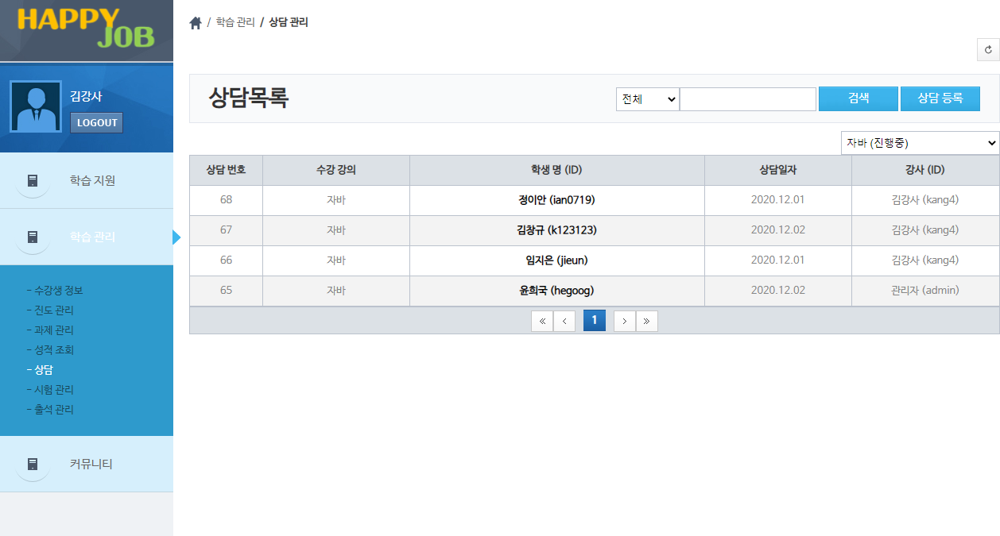 HAPPY
JOB
김강사
LOGOUT
학습 지원
학습 관리
- 수강생 정보
- 진도 관리
- 과제 관리
- 성적 조회
- 상담
- 시험 관리
- 출석 관리
커뮤니티
/ 학습 관리 / 상담 관리
상담목록
전체
검색
상담 등록
자바 (진행중)
상담 번호 수강 강의 학생 명 (ID) 상담일자 강사 (ID)
68 자바 정이안 (ian0719) 2020.12.01 김강사 (kang4)
67 자바 김창규 (k123123) 2020.12.02 김강사 (kang4)
66 자바 임지은 (jieun) 2020.12.01 김강사 (kang4)
65 자바 윤희국 (hegoog) 2020.12.02 관리자 (admin)
« ‹ 1 › »